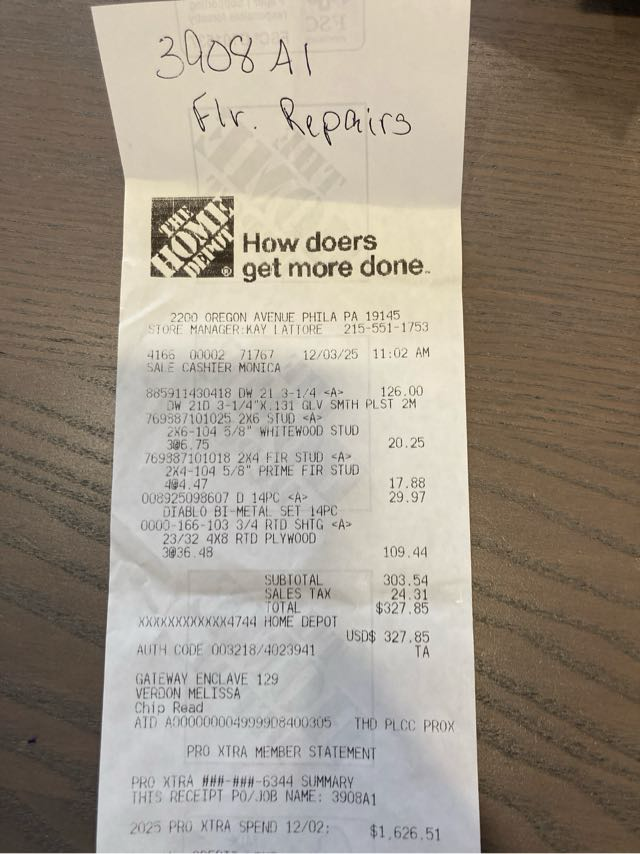 3908A1
Flr. Repairs
THE HOME DEPOT®
How doers
get more done™
2200 OREGON AVENUE PHILA PA 19145
STORE MANAGER:KAY LATTORE 215-551-1753
4166 00002 71767 12/03/25 11:02 AM
SALE CASHIER MONICA
885911430418 DW 21 3-1/4 <A> 126.00
DW 21D 3-1/4"X.131 GLV SMTH PLST 2M
769587101025 2X6 STUD <A>
2X6-104 5/8" WHITEWOOD STUD
3@6.75 20.25
769387101018 2X4 FIR STUD <A>
2X4-104 5/8" PRIME FIR STUD
4@4.47 17.88
008925098607 D 14PC <A> 29.97
DIABLO BI-METAL SET 14PC
0000-166-103 3/4 RTD SHTG <A>
23/32 4X8 RTD PLYWOOD
3@36.48 109.44
SUBTOTAL 303.54
SALES TAX 24.31
TOTAL $327.85
XXXXXXXXXXXX4744 HOME DEPOT
USD$ 327.85
AUTH CODE 003218/4023941 TA
GATEWAY ENCLAVE 129
VERDON MELISSA
Chip Read
AID A0000000049999D8400305 THD PLCC PROX
PRO XTRA MEMBER STATEMENT
PRO XTRA ###-###-6344 SUMMARY
THIS RECEIPT PO/JOB NAME: 3908A1
2025 PRO XTRA SPEND 12/02: $1,626.51